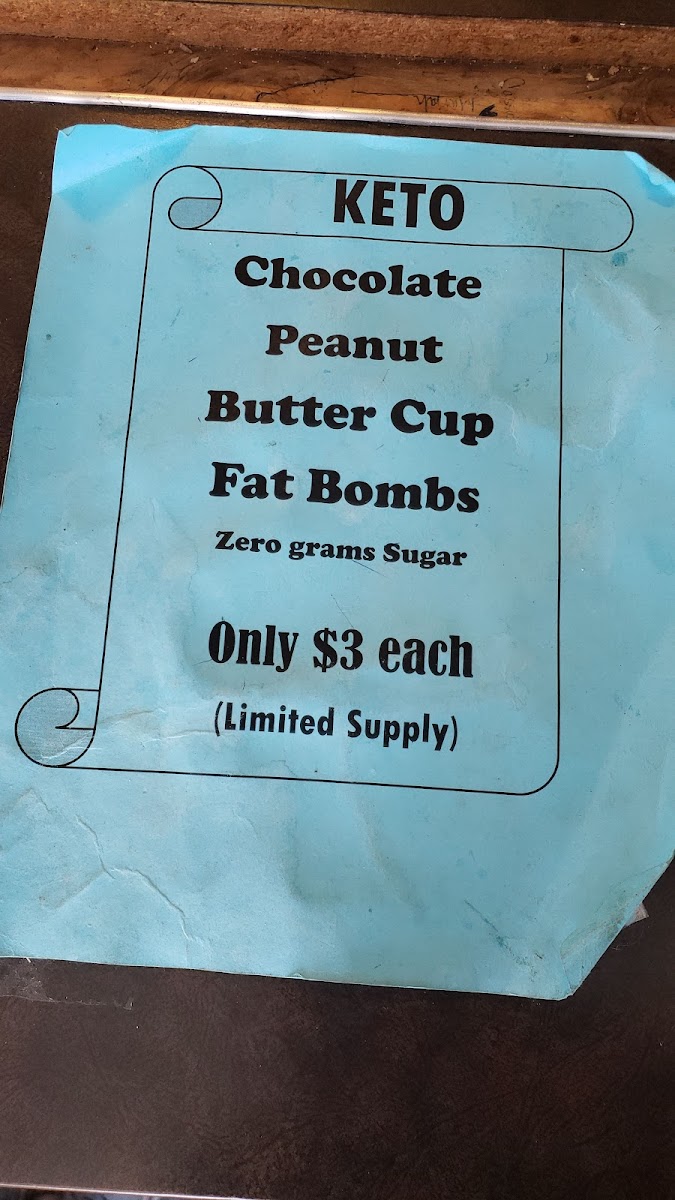 KETO
Chocolate
Peanut
Butter Cup
Fat Bombs
Zero grams Sugar
Only $3 each
(Limited Supply)